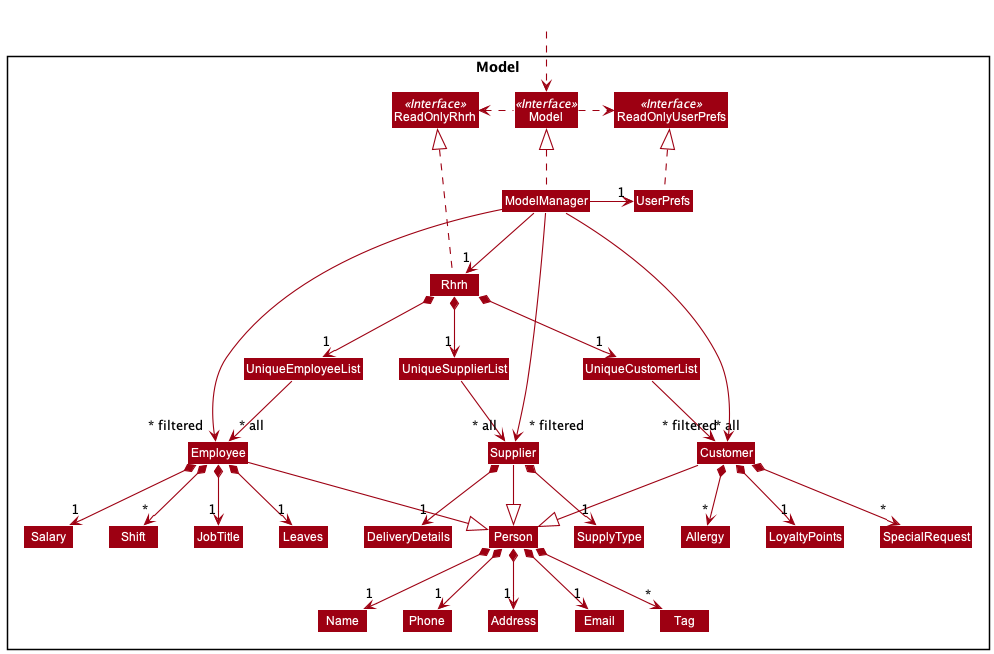 Model
«Interface»
ReadOnlyRhrh
«Interface»
Model
«Interface»
ReadOnlyUserPrefs
ModelManager
1
UserPrefs
1
Rhrh
1
1
1
UniqueEmployeeList
UniqueSupplierList
UniqueCustomerList
* filtered
* all
* all
* filtered
* filtered
* all
Employee
Supplier
Customer
1
*
1
1
1
1
*
1
*
Salary
Shift
JobTitle
Leaves
DeliveryDetails
Person
SupplyType
Allergy
LoyaltyPoints
SpecialRequest
1
1
1
1
*
Name
Phone
Address
Email
Tag